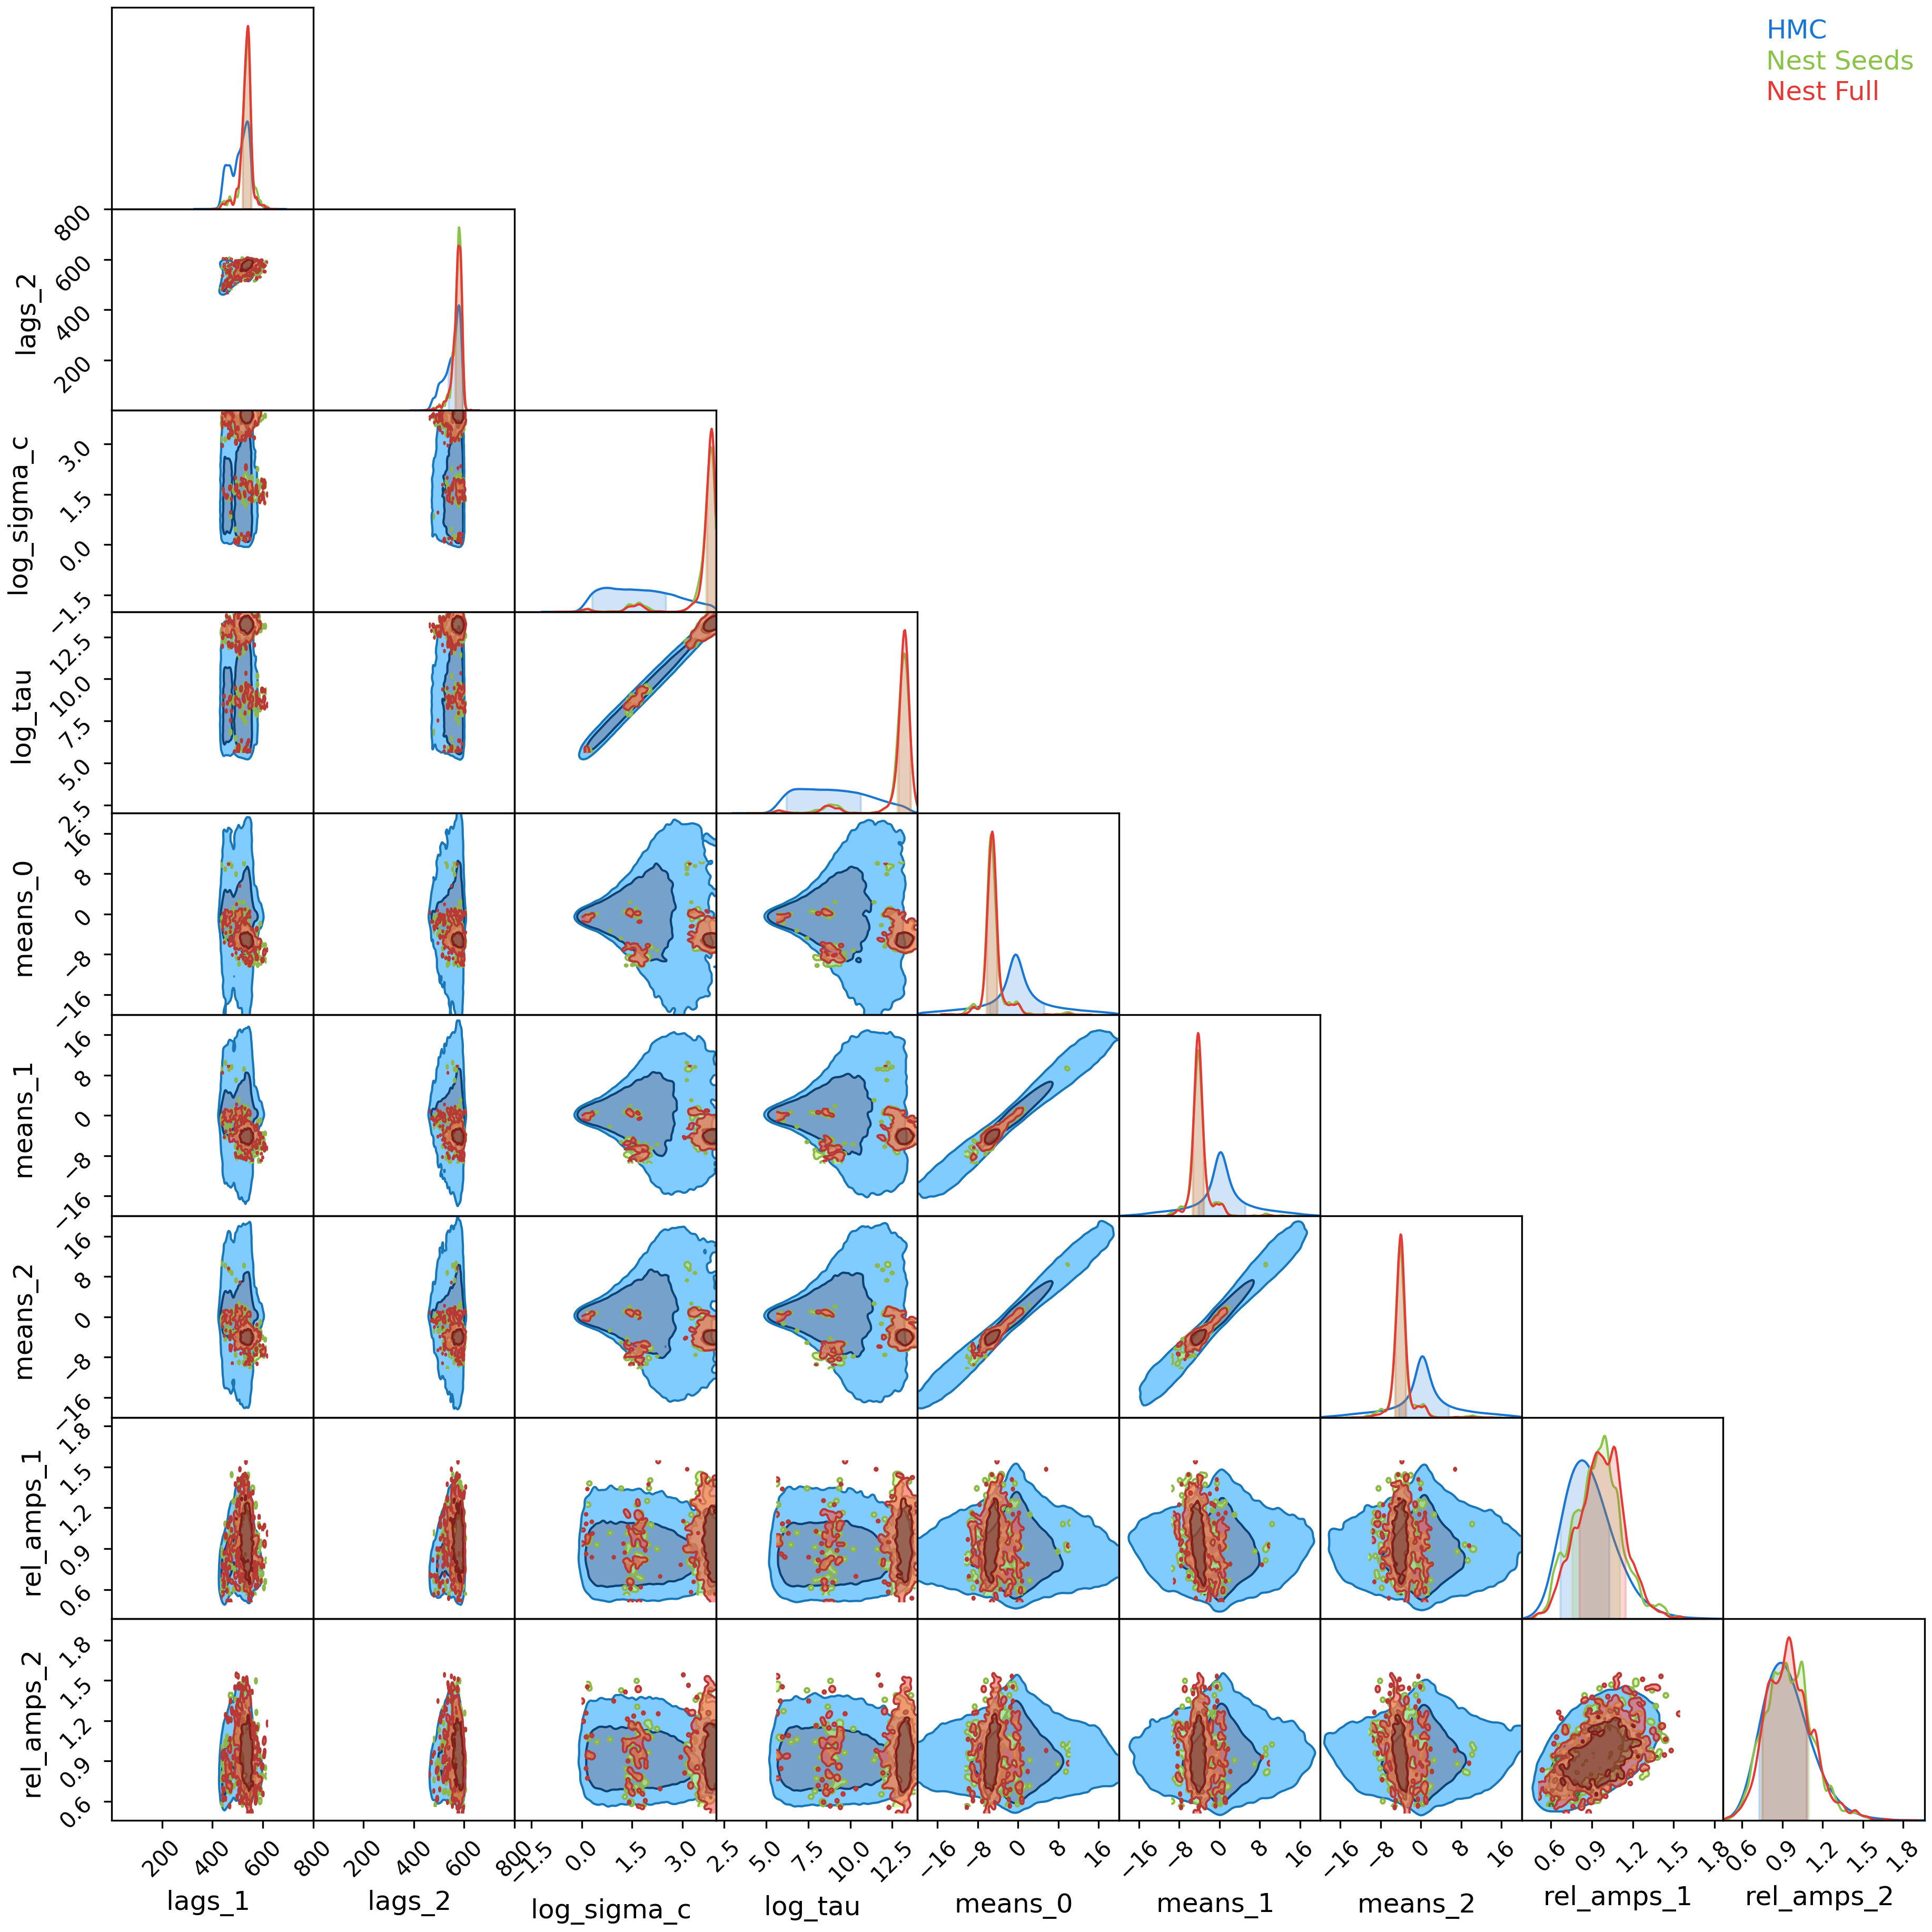 HMC
Nest Seeds
Nest Full
800
600
400
200
lags_2
3.0
1.5
0.0
−1.5
log_sigma_c
12.5
10.0
7.5
5.0
2.5
log_tau
16
8
0
−8
−16
means_0
16
8
0
−8
−16
means_1
16
8
0
−8
−16
means_2
1.8
1.5
1.2
0.9
0.6
rel_amps_1
1.8
1.5
1.2
0.9
0.6
rel_amps_2
200 400 600 800 200 400 600 800 −1.5 0.0 1.5 3.0 2.5 5.0 7.5 10.0 12.5 −16 −8 0 8 16 −16 −8 0 8 16 −16 −8 0 8 16 0.6 0.9 1.2 1.5 1.8 0.6 0.9 1.2 1.5 1.8
lags_1 lags_2 log_sigma_c log_tau means_0 means_1 means_2 rel_amps_1 rel_amps_2